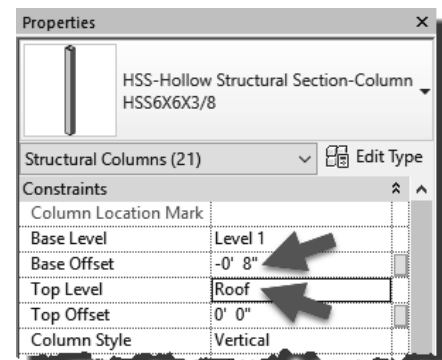 Properties
HSS-Hollow Structural Section-Column
HSS6X6X3/8
Structural Columns (21) Edit Type
Constraints
Column Location Mark
Base Level Level 1
Base Offset -0' 8"
Top Level Roof
Top Offset 0' 0"
Column Style Vertical